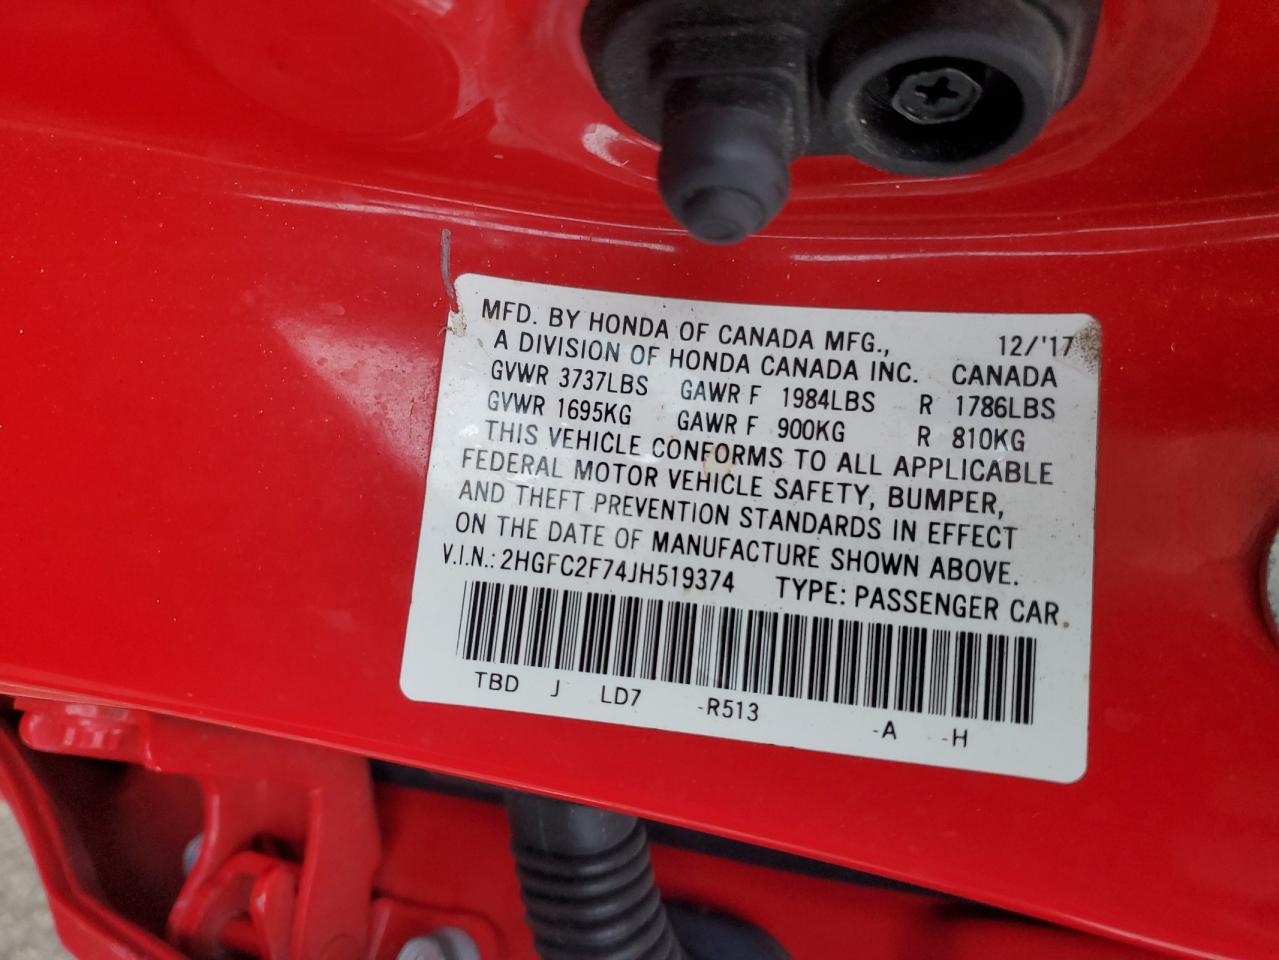 MFD. BY HONDA OF CANADA MFG., 12/'17
A DIVISION OF HONDA CANADA INC. CANADA
GVWR 3737LBS GAWR F 1984LBS R 1786LBS
GVWR 1695KG GAWR F 900KG R 810KG
THIS VEHICLE CONFORMS TO ALL APPLICABLE
FEDERAL MOTOR VEHICLE SAFETY, BUMPER,
AND THEFT PREVENTION STANDARDS IN EFFECT
ON THE DATE OF MANUFACTURE SHOWN ABOVE.
V.I.N.: 2HGFC2F74JH519374 TYPE: PASSENGER CAR
TBD J LD7 -R513 -A -H